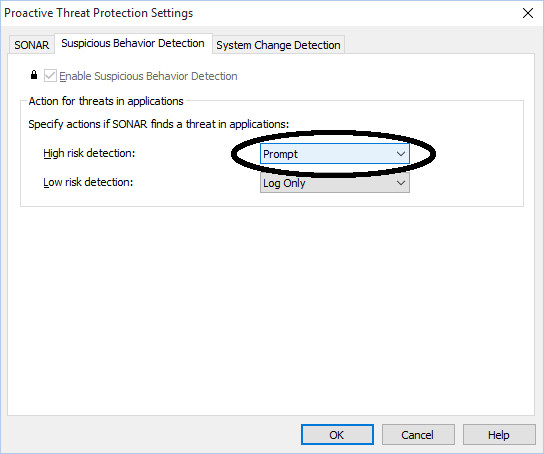 Proactive Threat Protection Settings
SONAR Suspicious Behavior Detection System Change Detection
Enable Suspicious Behavior Detection
Action for threats in applications
Specify actions if SONAR finds a threat in applications:
High risk detection: Prompt
Low risk detection: Log Only
OK Cancel Help